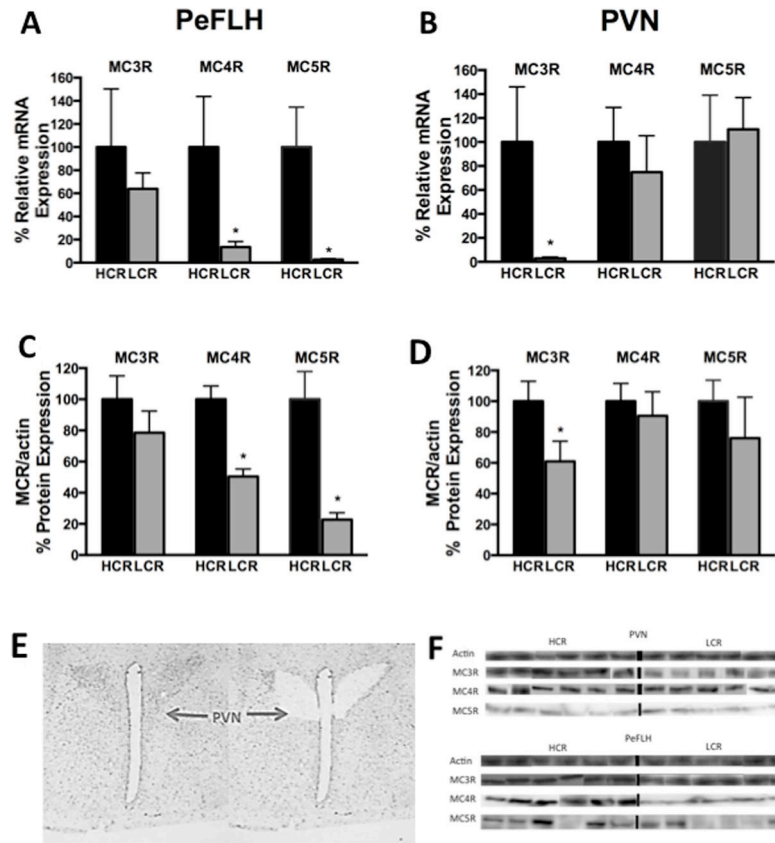 A PeFLH
B PVN
MC3R MC4R MC5R
160
140
120
100
80
60
40
20
0
% Relative mRNA
Expression
* *
HCR LCR HCR LCR HCR LCR
MC3R MC4R MC5R
160
140
120
100
80
60
40
20
0
% Relative mRNA
Expression
*
HCR LCR HCR LCR HCR LCR
C
MC3R MC4R MC5R
120
100
80
60
40
20
0
MCR/actin
% Protein Expression
* *
HCR LCR HCR LCR HCR LCR
D
MC3R MC4R MC5R
120
100
80
60
40
20
0
MCR/actin
% Protein Expression
*
HCR LCR HCR LCR HCR LCR
E
PVN
F
HCR PVN LCR
Actin
MC3R
MC4R
MC5R
HCR PeFLH LCR
Actin
MC3R
MC4R
MC5R